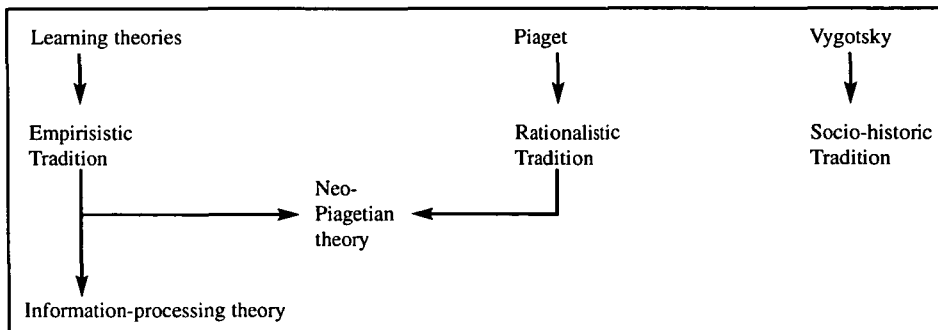 Learning theories
Piaget
Vygotsky
Empirisistic
Tradition
Rationalistic
Tradition
Socio-historic
Tradition
Neo-
Piagetian
theory
Information-processing theory